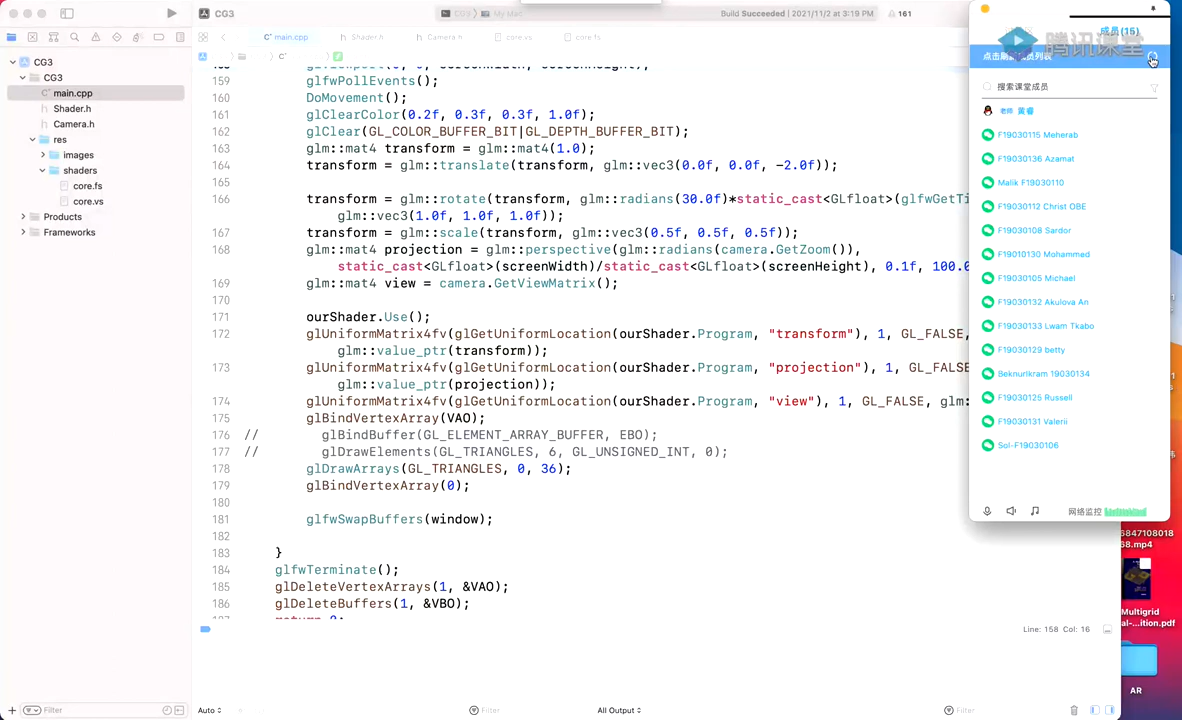 CG3
CG3 〉 My Mac
Build Succeeded | 2021/11/2 at 3:19 PM
161
main.cpp
Shader.h
Camera.h
core.vs
core.fs
CG3
CG3
main.cpp
Shader.h
Camera.h
res
images
shaders
core.fs
core.vs
Products
Frameworks
159 glfwPollEvents();
160 DoMovement();
161 glClearColor(0.2f, 0.3f, 0.3f, 1.0f);
162 glClear(GL_COLOR_BUFFER_BIT|GL_DEPTH_BUFFER_BIT);
163 glm::mat4 transform = glm::mat4(1.0);
164 transform = glm::translate(transform, glm::vec3(0.0f, 0.0f, -2.0f));
165
166 transform = glm::rotate(transform, glm::radians(30.0f)*static_cast<GLfloat>(glfwGetTi
glm::vec3(1.0f, 1.0f, 1.0f));
167 transform = glm::scale(transform, glm::vec3(0.5f, 0.5f, 0.5f));
168 glm::mat4 projection = glm::perspective(glm::radians(camera.GetZoom()),
static_cast<GLfloat>(screenWidth)/static_cast<GLfloat>(screenHeight), 0.1f, 100.0
169 glm::mat4 view = camera.GetViewMatrix();
170
171 ourShader.Use();
172 glUniformMatrix4fv(glGetUniformLocation(ourShader.Program, "transform"), 1, GL_FALSE,
glm::value_ptr(transform));
173 glUniformMatrix4fv(glGetUniformLocation(ourShader.Program, "projection"), 1, GL_FALSE
glm::value_ptr(projection));
174 glUniformMatrix4fv(glGetUniformLocation(ourShader.Program, "view"), 1, GL_FALSE, glm:
175 glBindVertexArray(VAO);
176 // glBindBuffer(GL_ELEMENT_ARRAY_BUFFER, EBO);
177 // glDrawElements(GL_TRIANGLES, 6, GL_UNSIGNED_INT, 0);
178 glDrawArrays(GL_TRIANGLES, 0, 36);
179 glBindVertexArray(0);
180
181 glfwSwapBuffers(window);
182
183 }
184 glfwTerminate();
185 glDeleteVertexArrays(1, &VAO);
186 glDeleteBuffers(1, &VBO);
Line: 158 Col: 16
Filter
Auto
Filter
All Output
Filter
成员(15)
腾讯课堂
搜索课堂成员
老师 黄睿
F19030115 Meherab
F19030136 Azamat
Malik F19030110
F19030112 Christ OBE
F19030108 Sardor
F19010130 Mohammed
F19030105 Michael
F19030132 Akulova An
F19030133 Lwam Tkabo
F19030129 betty
BeknurIkram 19030134
F19030125 Russell
F19030131 Valerii
Sol-F19030106
网络监控
6847108018
68.mp4
Multigrid
al-...ition.pdf
AR